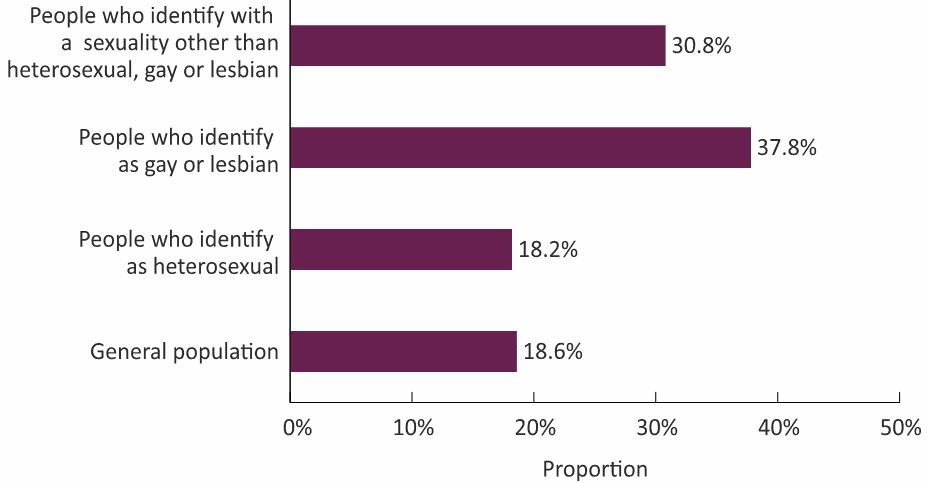 People who identify with
a sexuality other than
heterosexual, gay or lesbian
30.8%
People who identify
as gay or lesbian
37.8%
People who identify
as heterosexual
18.2%
General population
18.6%
0%
10%
20%
30%
40%
50%
Proportion